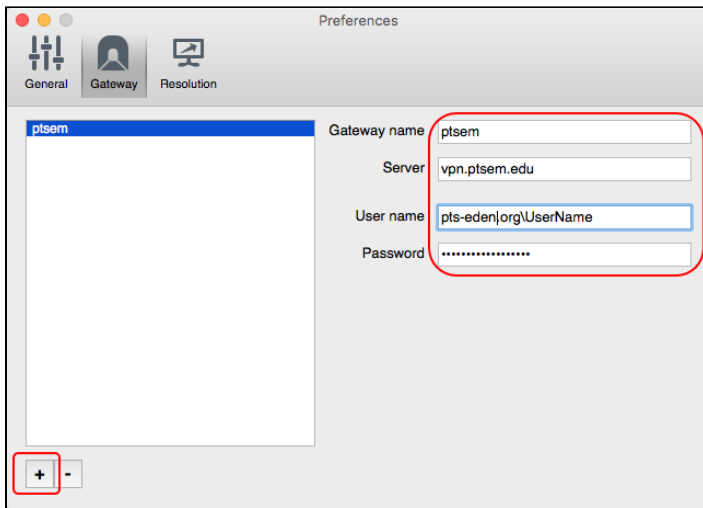 Preferences
General Gateway Resolution
ptsem
Gateway name ptsem
Server vpn.ptsem.edu
User name pts-eden.org\UserName
Password ••••••••••••••••••
+ -